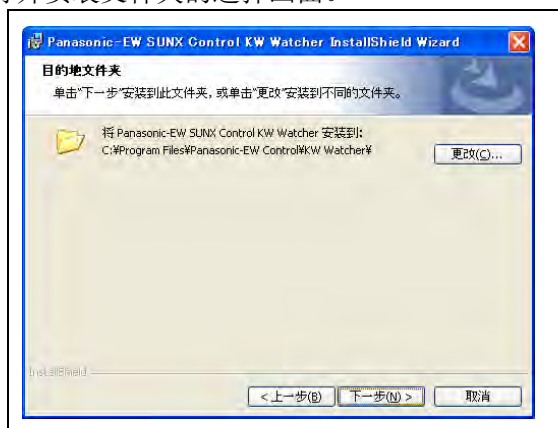 安装文件夹的选择画面。
Panasonic-EW SUNX Control KW Watcher InstallShield Wizard
目的地文件夹
单击“下一步”安装到此文件夹，或单击“更改”安装到不同的文件夹。
将 Panasonic-EW SUNX Control KW Watcher 安装到:
C:¥Program Files¥Panasonic-EW Control¥KW Watcher¥
更改(C)...
InstallShield
<上一步(B) 下一步(N) > 取消